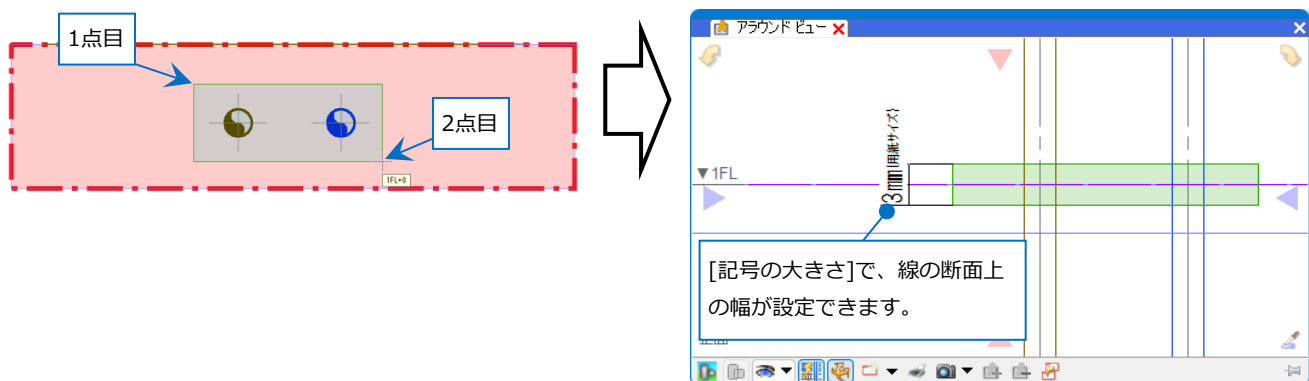 1点目
2点目
1FL+0
アラウンド ビュー
▼1FL
3mm(用紙サイズ)
[記号の大きさ]で、線の断面上
の幅が設定できます。